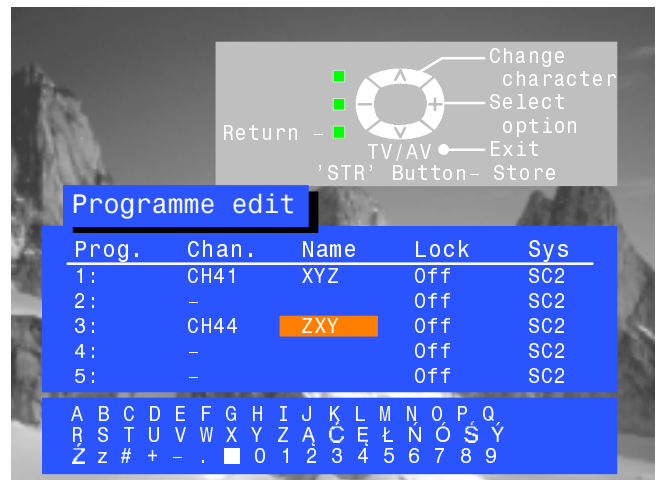 Change
character
Select
option
Return –
TV/AV
Exit
'STR' Button– Store
Programme edit
Prog. Chan. Name Lock Sys
1: CH41 XYZ Off SC2
2: – Off SC2
3: CH44 ZXY Off SC2
4: – Off SC2
5: – Off SC2
A B C D E F G H I J K L M N O P Q
R S T U V W X Y Z Ą Ć Ę Ł Ń Ó Ś Ý
Ź z # + – . ■ 0 1 2 3 4 5 6 7 8 9